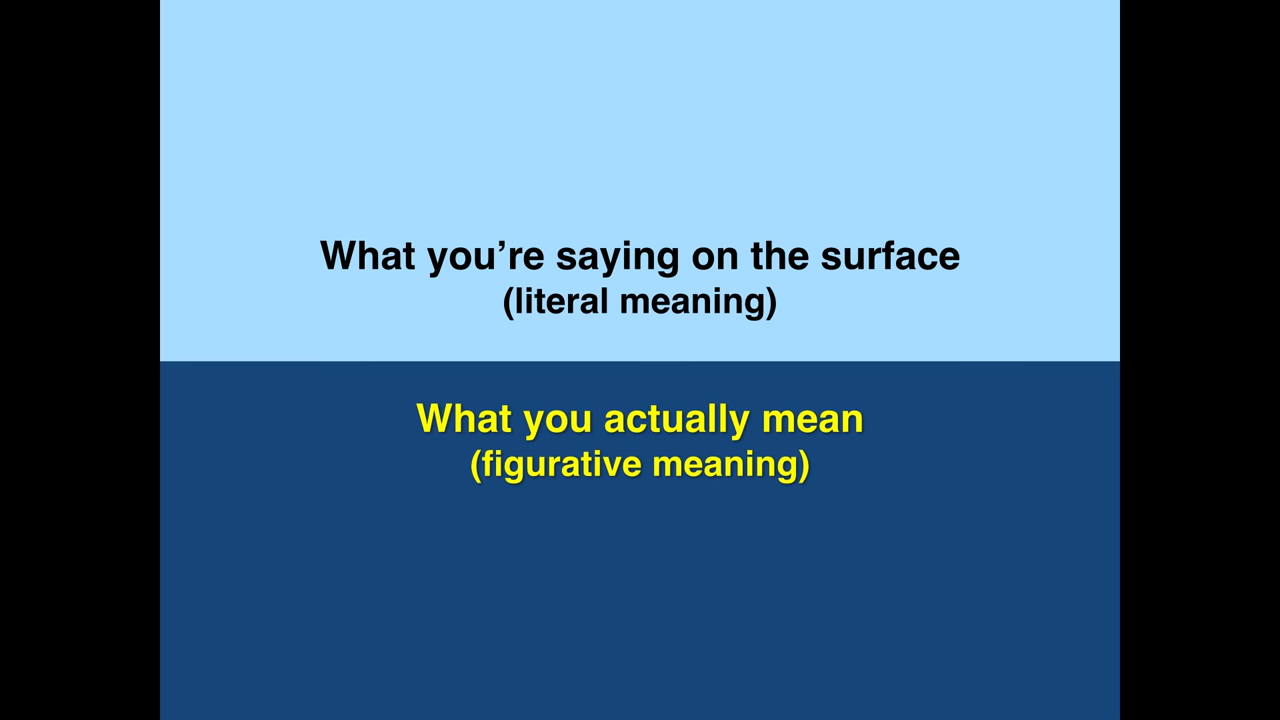 What you’re saying on the surface
(literal meaning)
What you actually mean
(figurative meaning)